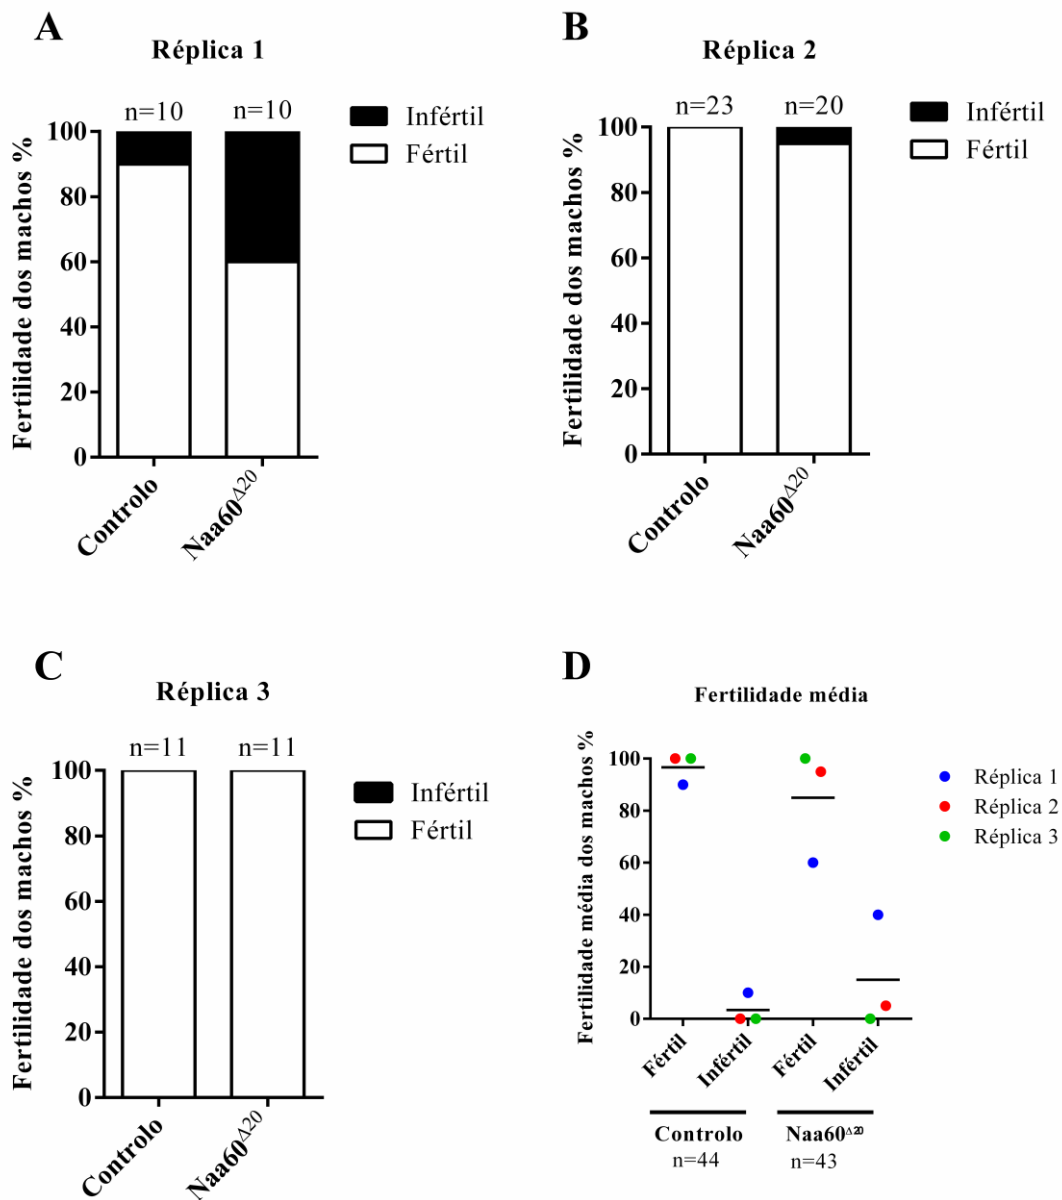 A
Réplica 1
n=10 n=10
Infértil
Fértil
Fertilidade dos machos %
100
80
60
40
20
0
Controlo
Naa60Δ20
B
Réplica 2
n=23 n=20
Infértil
Fértil
Fertilidade dos machos %
100
80
60
40
20
0
Controlo
Naa60Δ20
C
Réplica 3
n=11 n=11
Infértil
Fértil
Fertilidade dos machos %
100
80
60
40
20
0
Controlo
Naa60Δ20
D
Fertilidade média
Fertilidade média dos machos %
100
80
60
40
20
0
Réplica 1
Réplica 2
Réplica 3
Fértil
Infértil
Fértil
Infértil
Controlo
n=44
Naa60Δ20
n=43